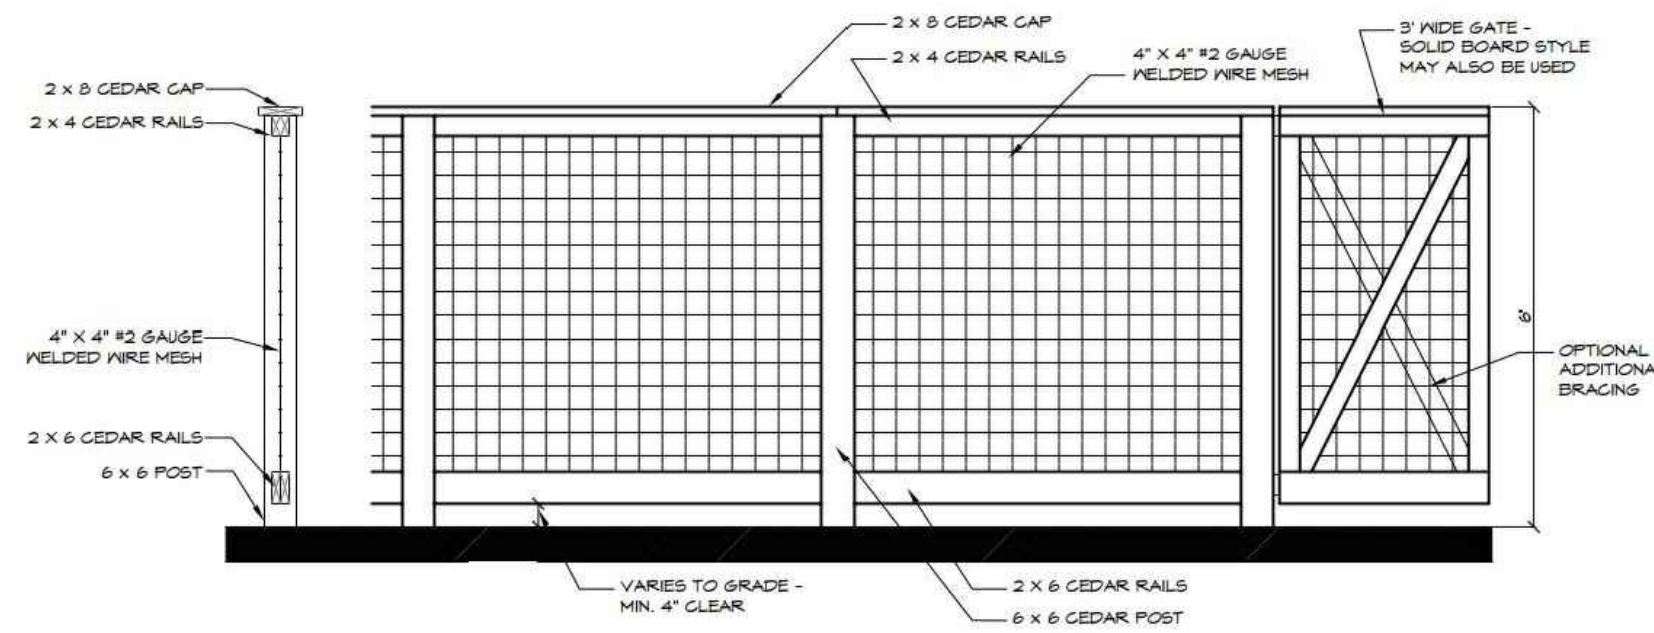 2 x 8 CEDAR CAP
2 x 4 CEDAR RAILS
4" X 4" #2 GAUGE
WELDED WIRE MESH
2 X 6 CEDAR RAILS
6 x 6 POST
2 x 8 CEDAR CAP
2 x 4 CEDAR RAILS
4" X 4" #2 GAUGE
WELDED WIRE MESH
3' WIDE GATE -
SOLID BOARD STYLE
MAY ALSO BE USED
6'
OPTIONAL
ADDITIONA
BRACING
VARIES TO GRADE -
MIN. 4" CLEAR
2 X 6 CEDAR RAILS
6 x 6 CEDAR POST